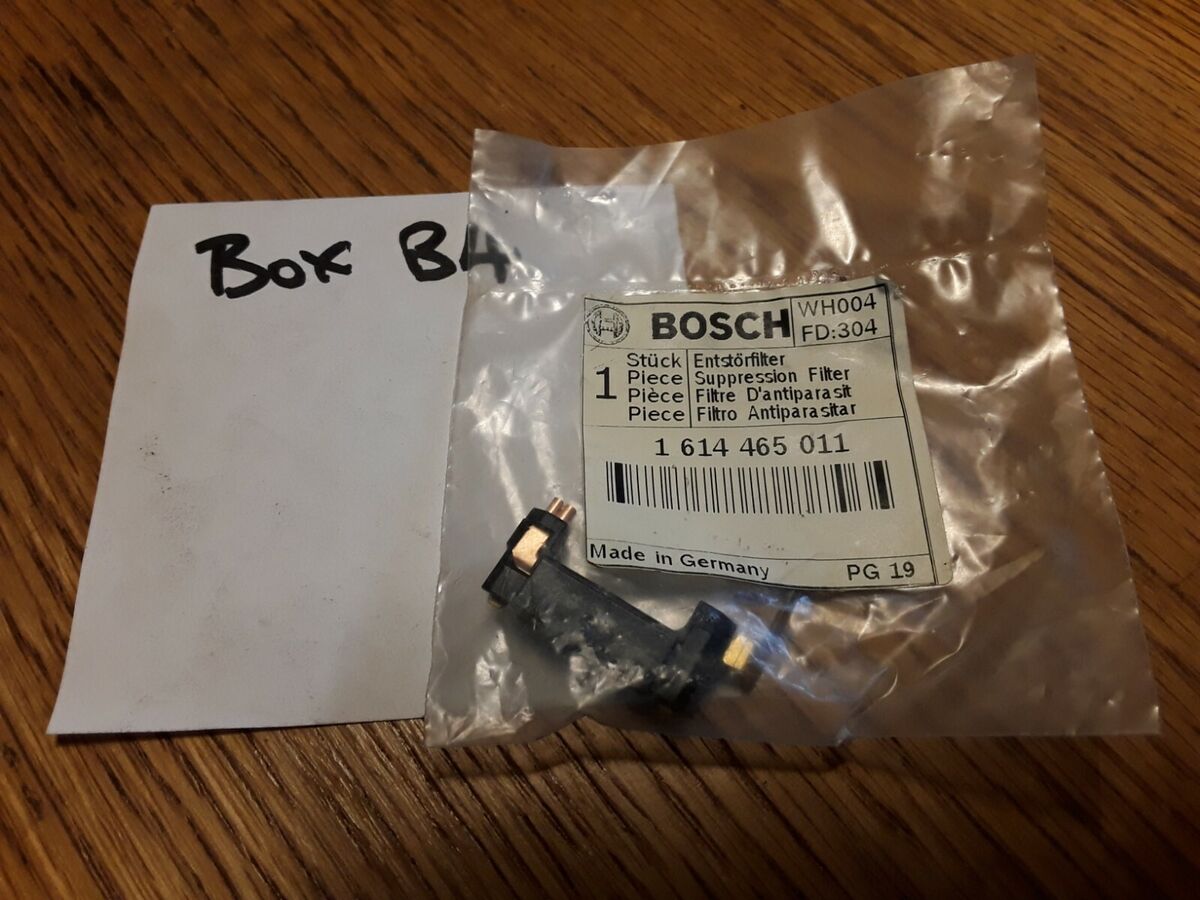 Box B4
BOSCH
WH004
FD:304
1
Stück Entstörfilter
Piece Suppression Filter
Pièce Filtre D'antiparasit
Piece Filtro Antiparasitar
1 614 465 011
Made in Germany
PG 19